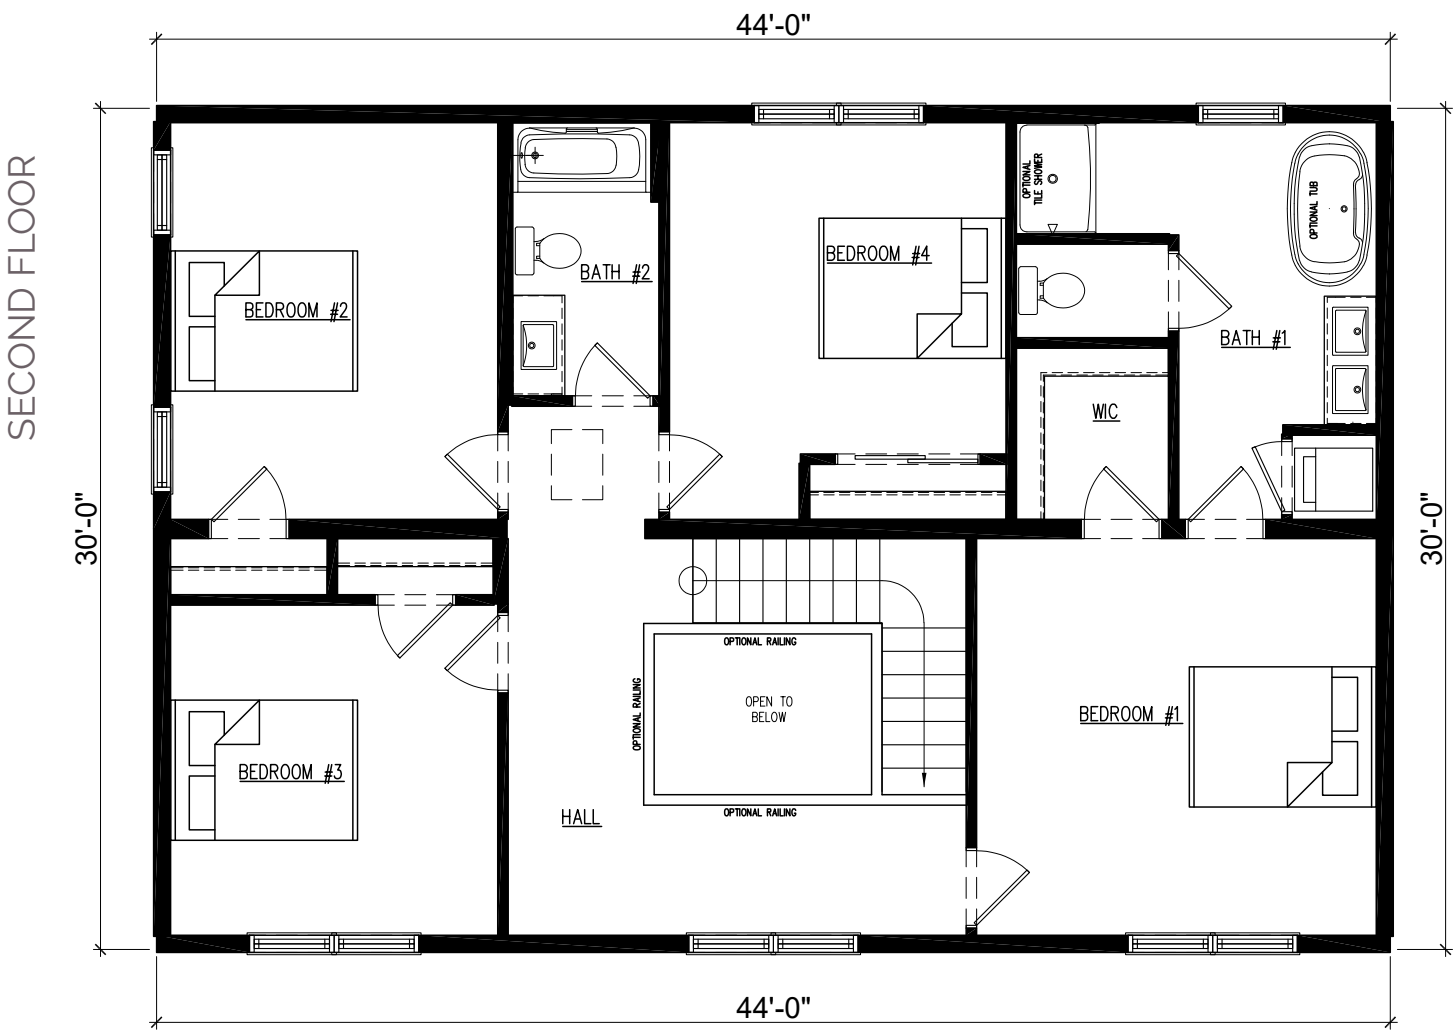 SECOND FLOOR
44'-0"
30'-0"
30'-0"
OPTIONAL
TILE SHOWER
OPTIONAL TUB
BEDROOM #2
BATH #2
BEDROOM #4
BATH #1
WIC
OPTIONAL RAILING
OPTIONAL RAILING
OPEN TO
BELOW
OPTIONAL RAILING
BEDROOM #1
BEDROOM #3
HALL
44'-0"